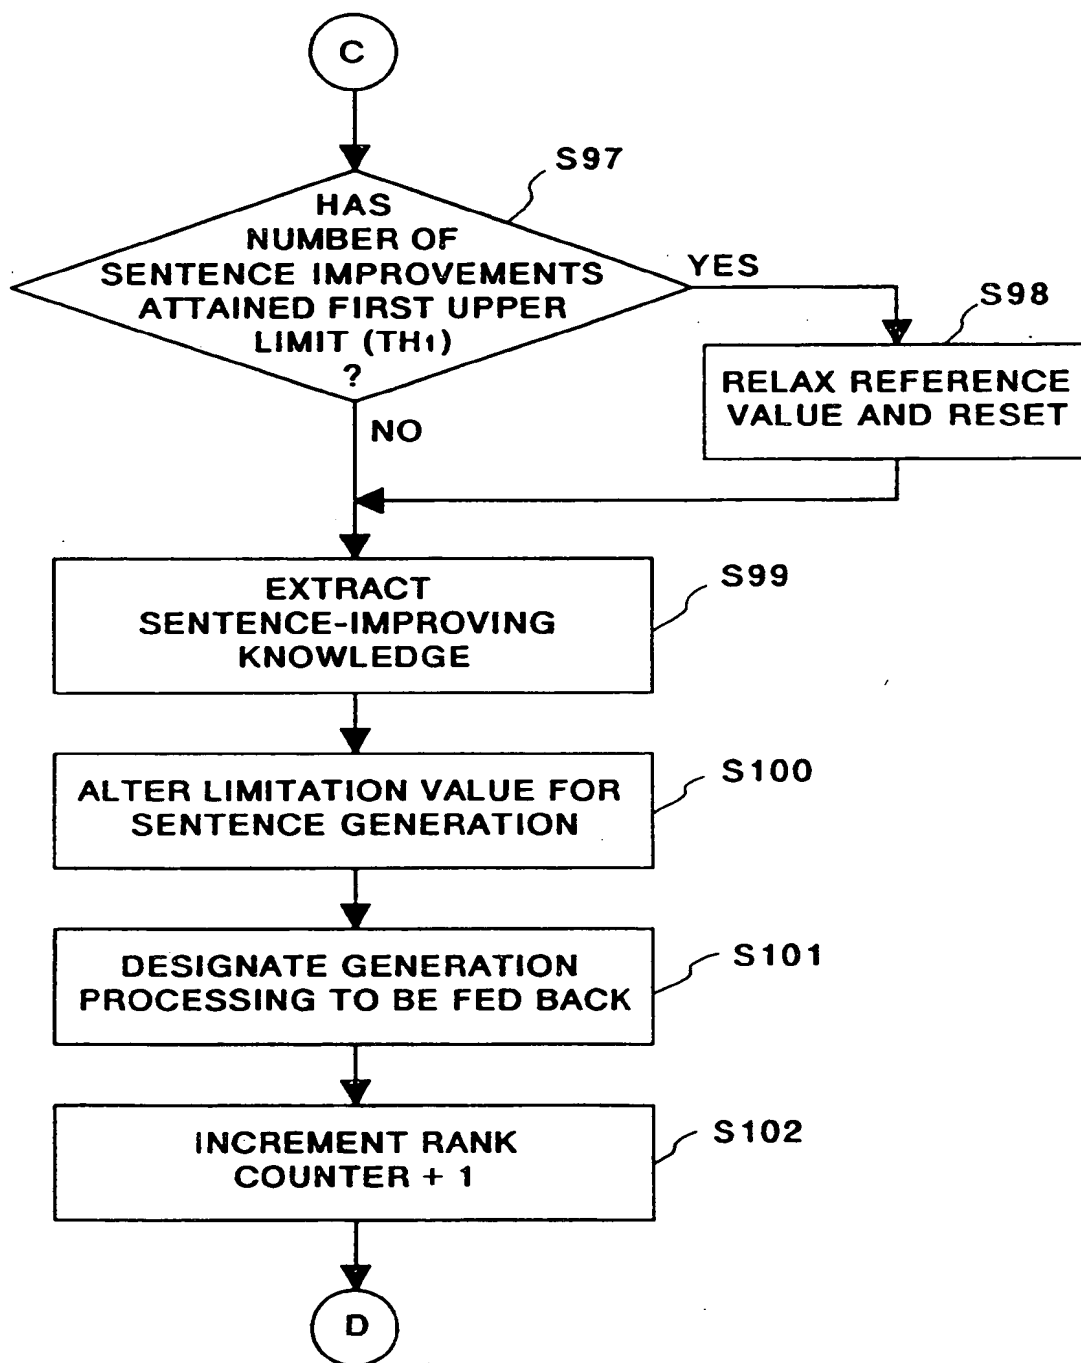 C
S97
HAS
NUMBER OF
SENTENCE IMPROVEMENTS
ATTAINED FIRST UPPER
LIMIT (TH1)
?
YES
S98
RELAX REFERENCE
VALUE AND RESET
NO
S99
EXTRACT
SENTENCE-IMPROVING
KNOWLEDGE
S100
ALTER LIMITATION VALUE FOR
SENTENCE GENERATION
S101
DESIGNATE GENERATION
PROCESSING TO BE FED BACK
S102
INCREMENT RANK
COUNTER + 1
D